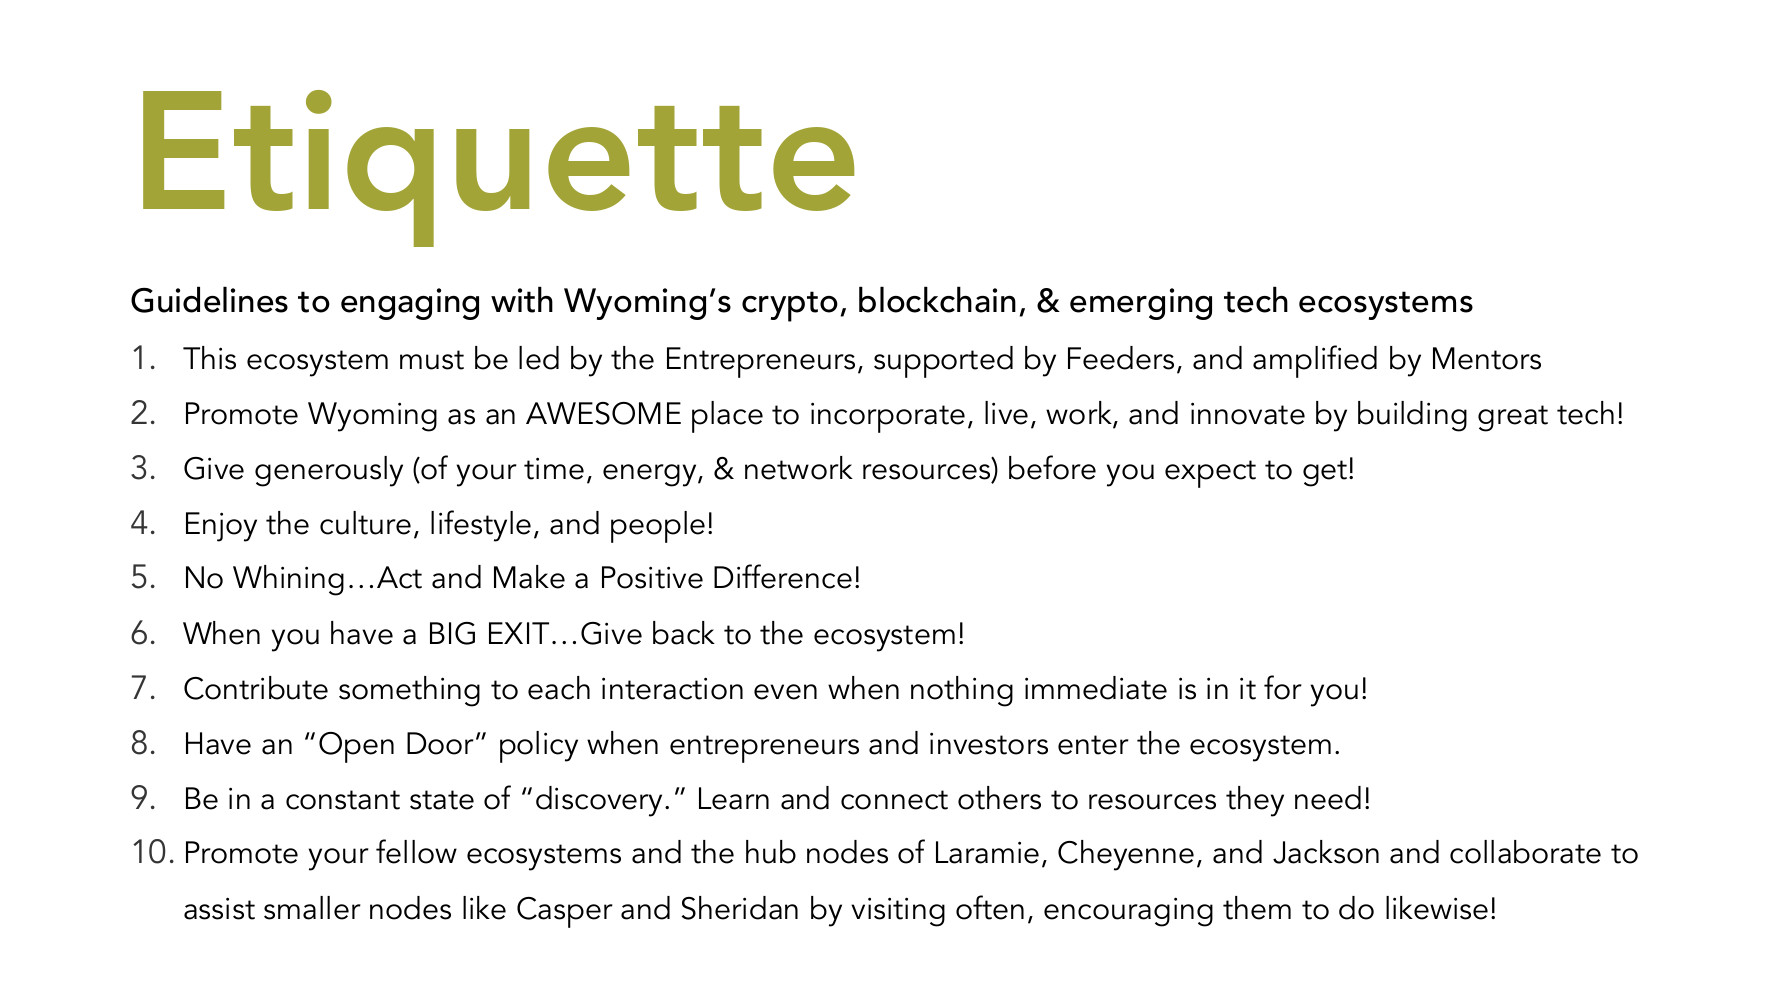 Etiquette
Guidelines to engaging with Wyoming’s crypto, blockchain, & emerging tech ecosystems
1. This ecosystem must be led by the Entrepreneurs, supported by Feeders, and amplified by Mentors
2. Promote Wyoming as an AWESOME place to incorporate, live, work, and innovate by building great tech!
3. Give generously (of your time, energy, & network resources) before you expect to get!
4. Enjoy the culture, lifestyle, and people!
5. No Whining…Act and Make a Positive Difference!
6. When you have a BIG EXIT…Give back to the ecosystem!
7. Contribute something to each interaction even when nothing immediate is in it for you!
8. Have an “Open Door” policy when entrepreneurs and investors enter the ecosystem.
9. Be in a constant state of “discovery.” Learn and connect others to resources they need!
10. Promote your fellow ecosystems and the hub nodes of Laramie, Cheyenne, and Jackson and collaborate to
assist smaller nodes like Casper and Sheridan by visiting often, encouraging them to do likewise!